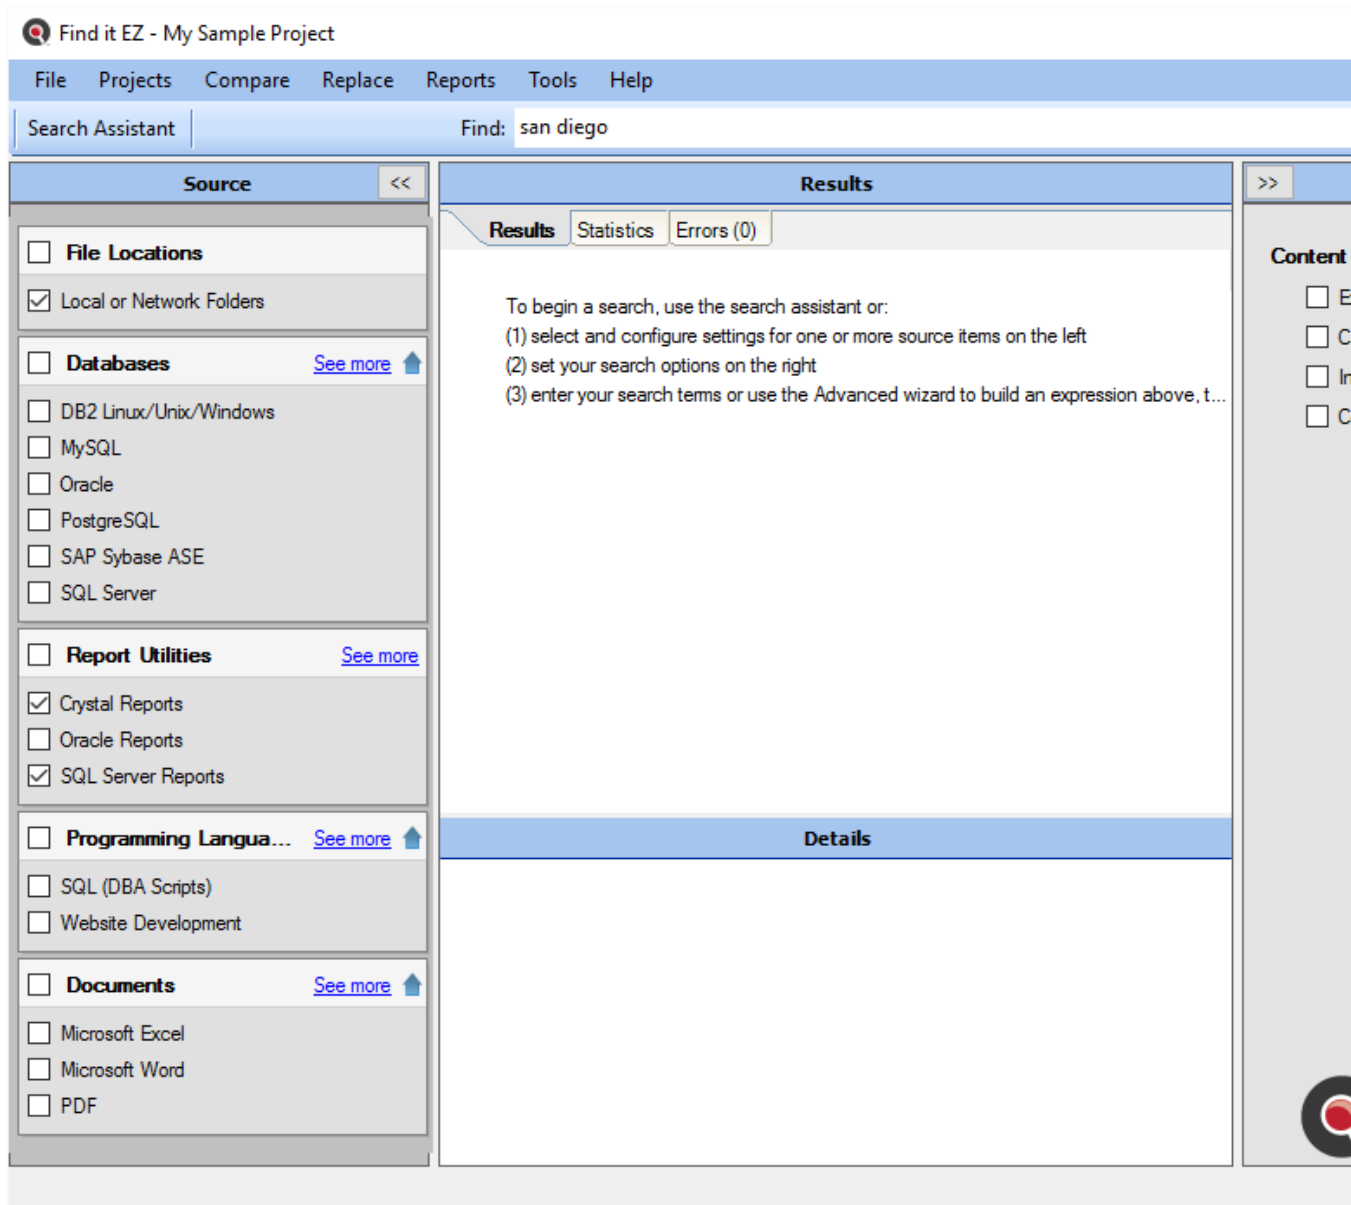 Find it EZ - My Sample Project
File Projects Compare Replace Reports Tools Help
Search Assistant Find: san diego
Source <<
File Locations
Local or Network Folders
Databases See more
DB2 Linux/Unix/Windows
MySQL
Oracle
PostgreSQL
SAP Sybase ASE
SQL Server
Report Utilities See more
Crystal Reports
Oracle Reports
SQL Server Reports
Programming Langua... See more
SQL (DBA Scripts)
Website Development
Documents See more
Microsoft Excel
Microsoft Word
PDF
Results
Results Statistics Errors (0)
To begin a search, use the search assistant or:
(1) select and configure settings for one or more source items on the left
(2) set your search options on the right
(3) enter your search terms or use the Advanced wizard to build an expression above, t...
Details
>>
Content